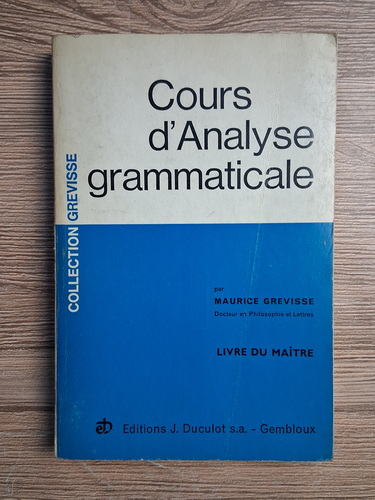 Cours
d'Analyse
grammaticale
COLLECTION GREVISSE
par
MAURICE GREVISSE
Docteur en Philosophie et Lettres
LIVRE DU MAÎTRE
Editions J. Duculot s.a. - Gembloux